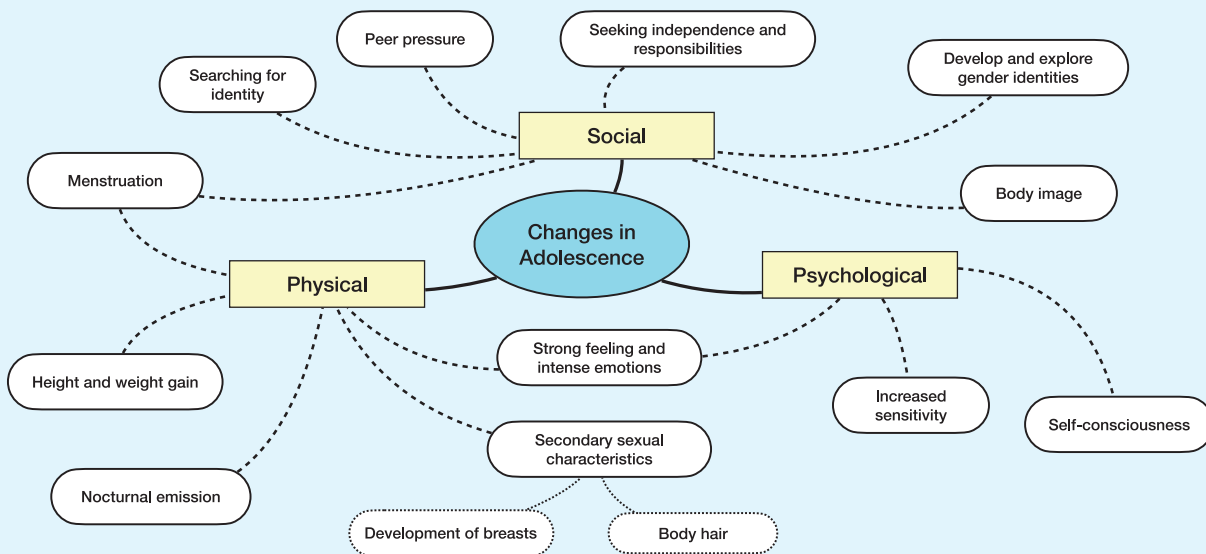 Peer pressure
Seeking independence and
responsibilities
Develop and explore
gender identities
Searching for
identity
Social
Menstruation
Body image
Changes in
Adolescence
Physical
Psychological
Strong feeling and
intense emotions
Height and weight gain
Increased
sensitivity
Self-consciousness
Secondary sexual
characteristics
Nocturnal emission
Development of breasts
Body hair